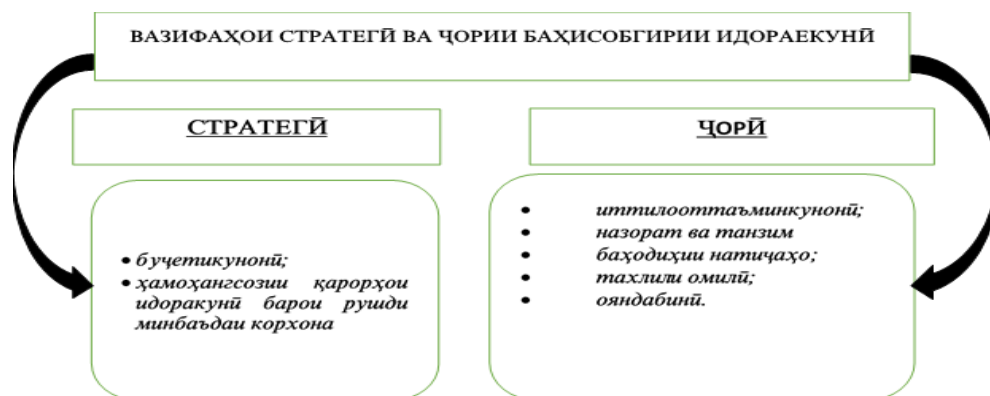 ВАЗИФАҲОИ СТРАТЕГӢ ВА ҶОРИИ БАҲИСОБГИРИИ ИДОРАЕКУНӢ
СТРАТЕГӢ
• буҷетикунонӣ;
• ҳамоҳангсозии қарорҳои
идоракунӣ барои рушди
минбаъдаи корхона
ҶОРӢ
• иттилооттаъминкунонӣ;
• назорат ва танзим
• баҳодиҳии натиҷаҳо;
• таҳлили омилӣ;
• ояндабинӣ.